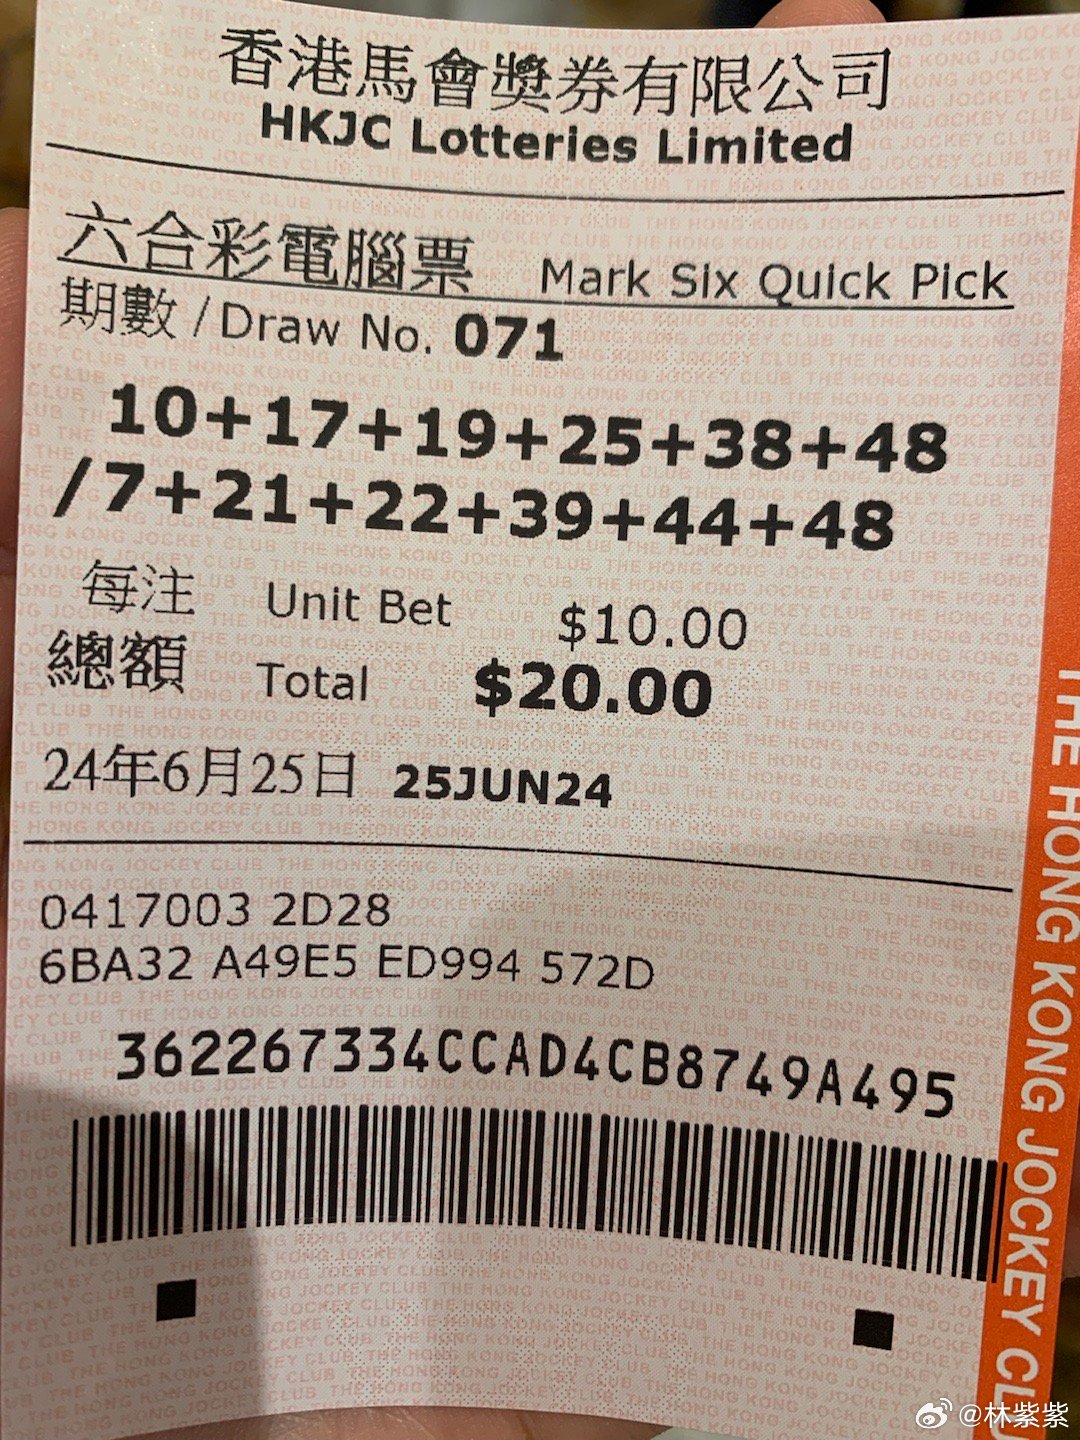 香港馬會獎券有限公司
HKJC Lotteries Limited
六合彩電腦票 Mark Six Quick Pick
期數 / Draw No. 071
10+17+19+25+38+48
/7+21+22+39+44+48
每注 Unit Bet $10.00
總額 Total $20.00
24年6月25日 25JUN24
0417003 2D28
6BA32 A49E5 ED994 572D
362267334CCAD4CB8749A495
THE HONG KONG JOCKEY CLU
@林紫紫